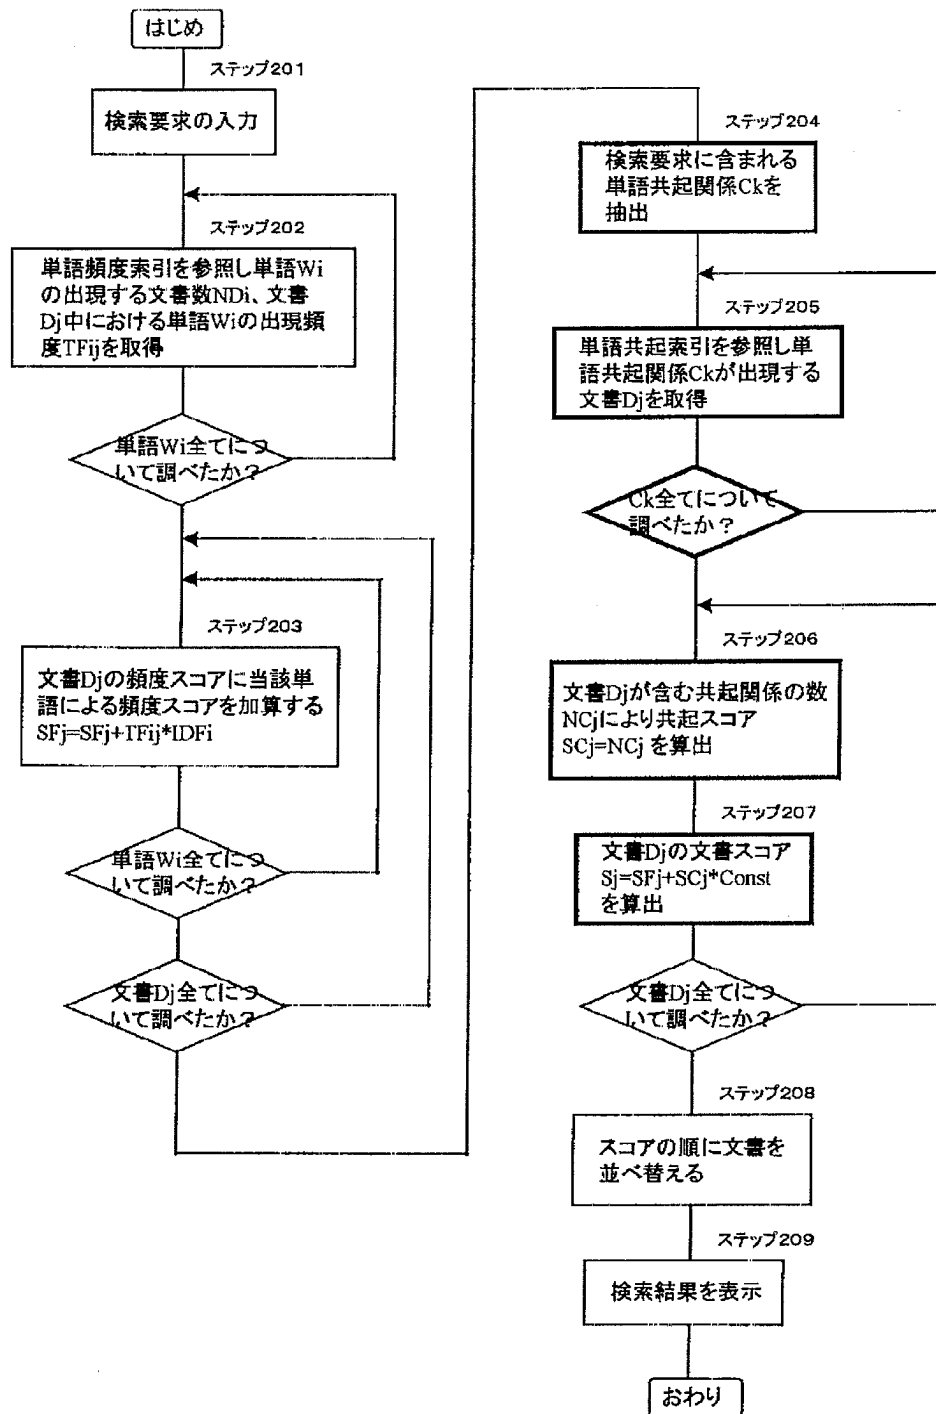 はじめ
ステップ201
検索要求の入力
ステップ202
単語頻度索引を参照し単語Wi
の出現する文書数NDi、文書
Dj中における単語Wiの出現頻
度TFijを取得
単語Wi全てにつ
いて調べたか？
ステップ203
文書Djの頻度スコアに当該単
語による頻度スコアを加算する
SFj=SFj+TFij*IDFi
単語Wi全てにつ
いて調べたか？
文書Dj全てにつ
いて調べたか？
ステップ204
検索要求に含まれる
単語共起関係Ckを
抽出
ステップ205
単語共起索引を参照し単
語共起関係Ckが出現する
文書Djを取得
Ck全てについて
調べたか？
ステップ206
文書Djが含む共起関係の数
NCjにより共起スコア
SCj=NCj を算出
ステップ207
文書Djの文書スコア
Sj=SFj+SCj*Const
を算出
文書Dj全てにつ
いて調べたか？
ステップ208
スコアの順に文書を
並べ替える
ステップ209
検索結果を表示
おわり